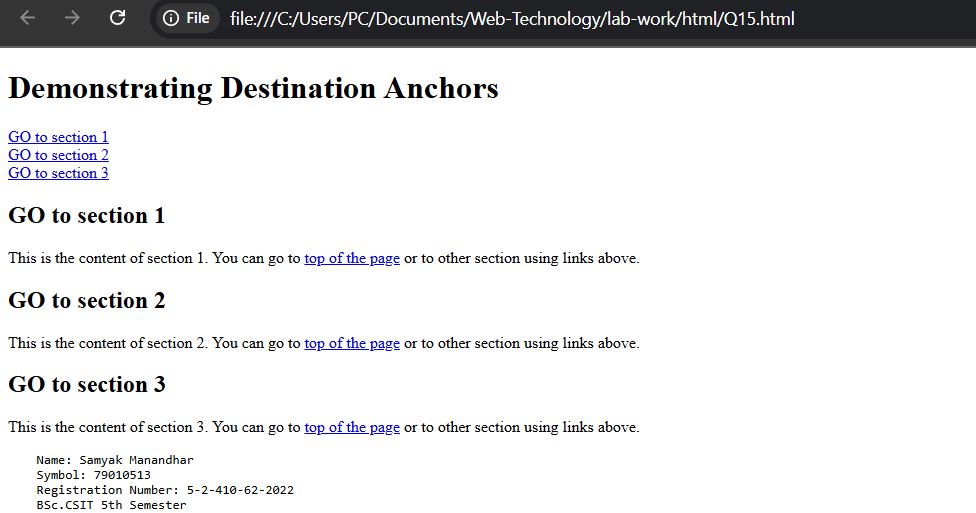 File file:///C:/Users/PC/Documents/Web-Technology/lab-work/html/Q15.html
Demonstrating Destination Anchors
GO to section 1
GO to section 2
GO to section 3
GO to section 1
This is the content of section 1. You can go to top of the page or to other section using links above.
GO to section 2
This is the content of section 2. You can go to top of the page or to other section using links above.
GO to section 3
This is the content of section 3. You can go to top of the page or to other section using links above.
Name: Samyak Manandhar
Symbol: 79010513
Registration Number: 5-2-410-62-2022
BSc.CSIT 5th Semester